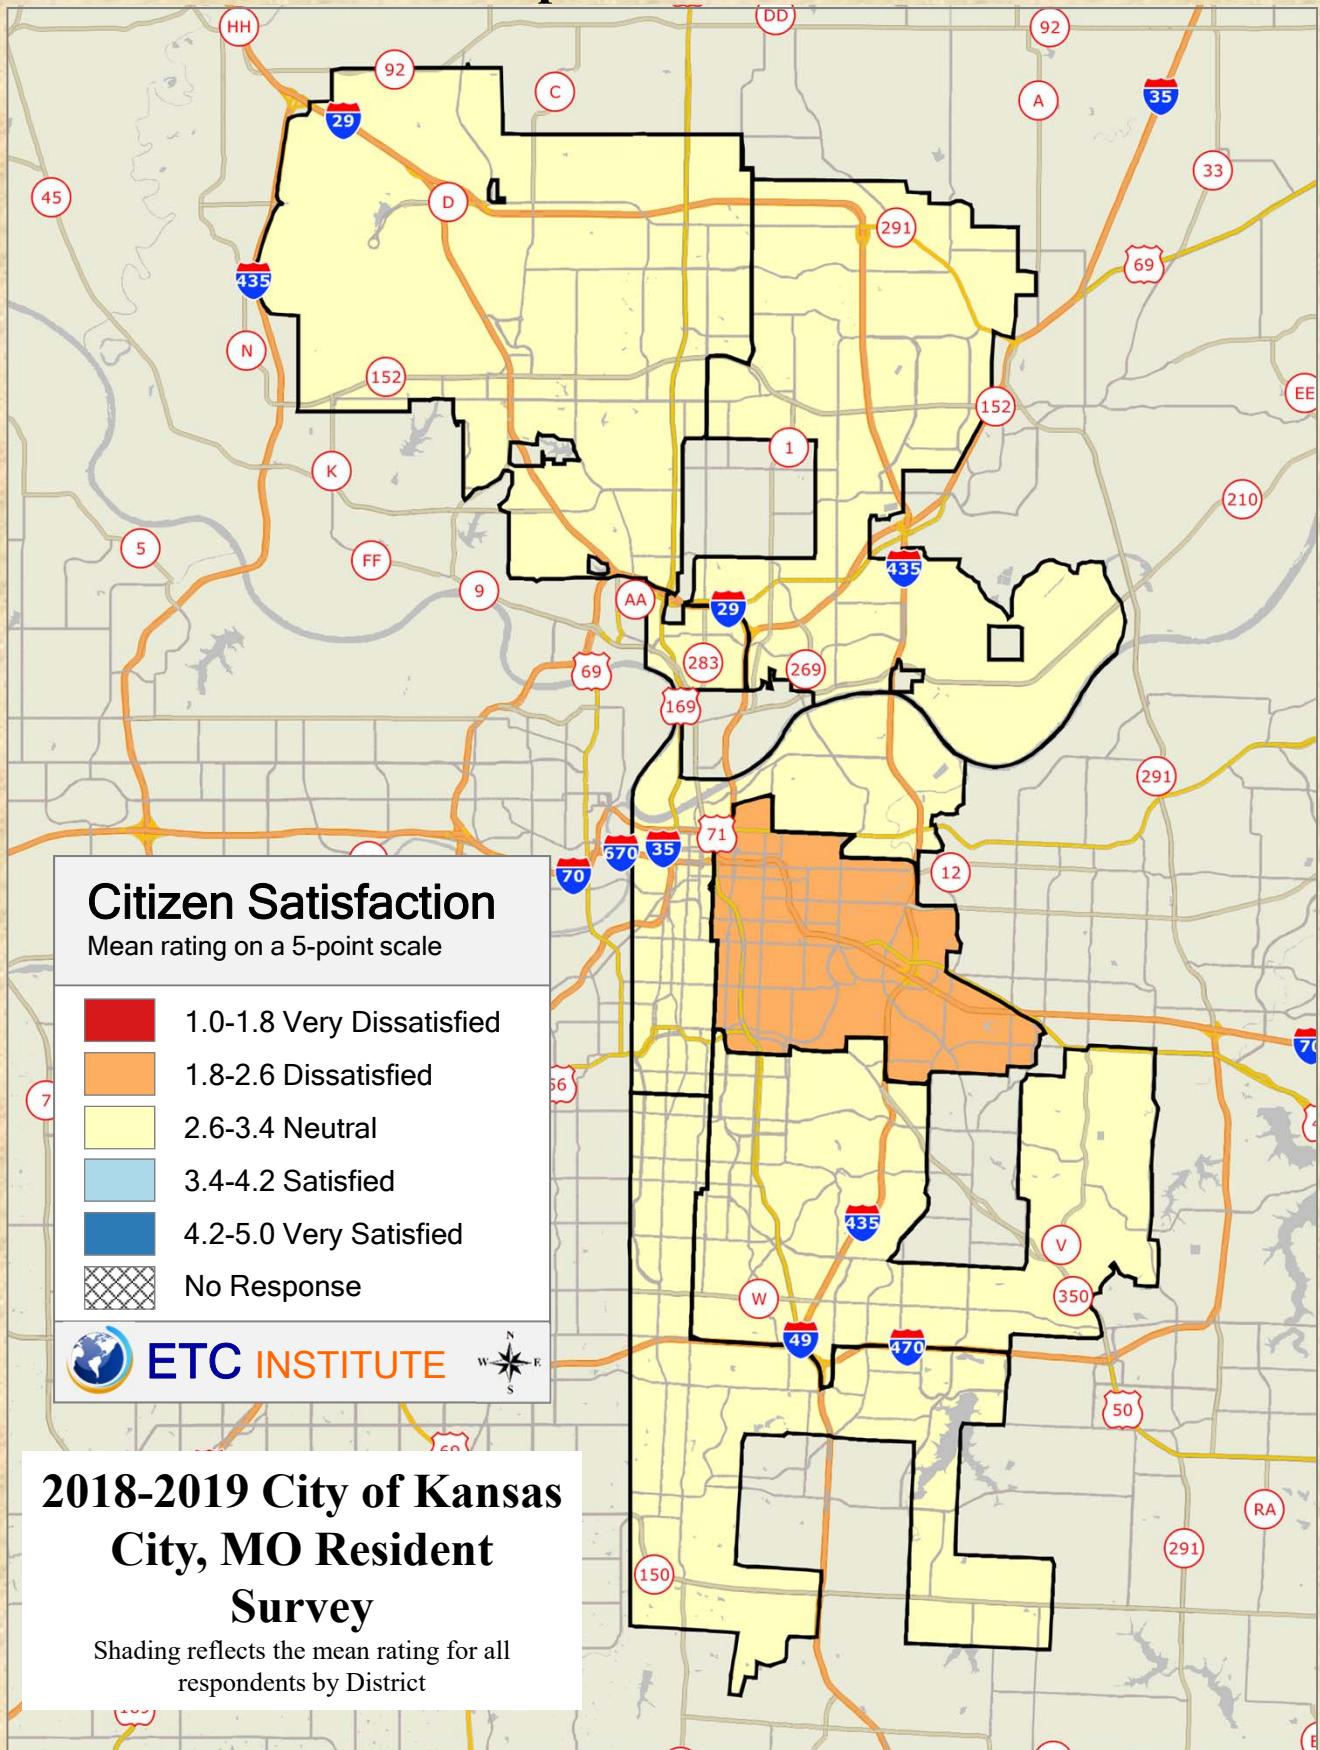 HH
DD
92
92
C
A
35
29
33
45
D
291
69
435
N
152
EE
152
1
K
210
5
FF
435
9
AA
29
283
269
69
169
291
71
670
35
70
12
Citizen Satisfaction
Mean rating on a 5-point scale
1.0-1.8 Very Dissatisfied
1.8-2.6 Dissatisfied
2.6-3.4 Neutral
3.4-4.2 Satisfied
4.2-5.0 Very Satisfied
No Response
N
W E
S
ETC INSTITUTE
70
7
435
V
W
350
49
470
50
2018-2019 City of Kansas
City, MO Resident
Survey
Shading reflects the mean rating for all
respondents by District
RA
291
150